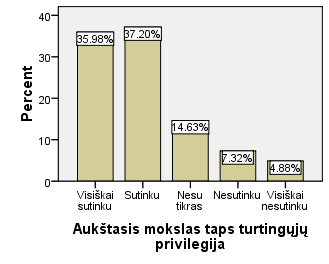 Percent
40
30
20
10
0
35.98%
37.20%
14.63%
7.32%
4.88%
Visiškai
sutinku
Sutinku
Nesu
tikras
Nesutinku
Visiškai
nesutinku
Aukštasis mokslas taps turtingųjų
privilegija